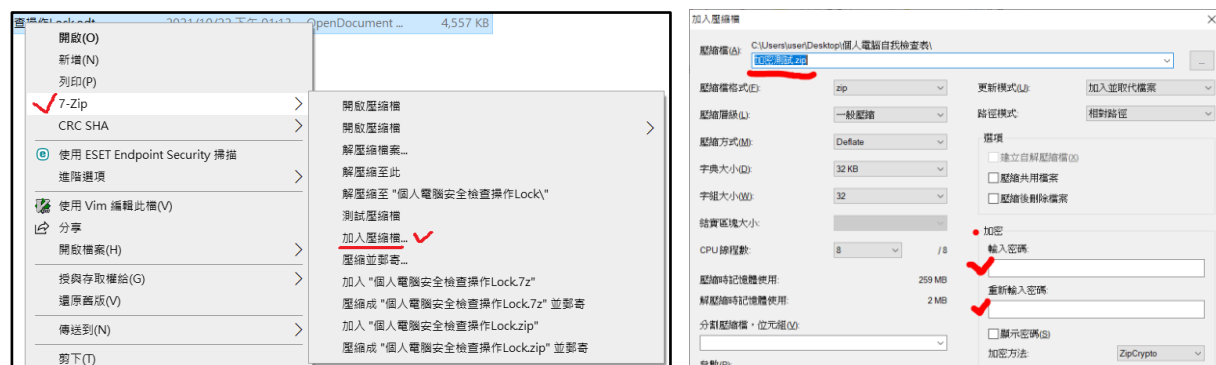 查操作Lock.odt 2021/10/22 下午 01:13 OpenDocument ... 4,557 KB
開啟(O)
新增(N)
列印(P)
7-Zip
CRC SHA
使用 ESET Endpoint Security 掃描
進階選項
使用 Vim 編輯此檔(V)
分享
開啟檔案(H)
授與存取權給(G)
還原舊版(V)
傳送到(N)
剪下(T)
開啟壓縮檔
開啟壓縮檔
解壓縮檔案...
解壓縮至此
解壓縮至 "個人電腦安全檢查操作Lock\"
測試壓縮檔
加入壓縮檔...
壓縮並郵寄...
加入 "個人電腦安全檢查操作Lock.7z"
壓縮成 "個人電腦安全檢查操作Lock.7z" 並郵寄
加入 "個人電腦安全檢查操作Lock.zip"
壓縮成 "個人電腦安全檢查操作Lock.zip" 並郵寄
加入壓縮檔
壓縮檔(A): C:\Users\user\Desktop\個人電腦自我檢查表\
加密測試.zip
...
壓縮檔格式(F): zip
壓縮層級(L): 一般壓縮
壓縮方式(M): Deflate
字典大小(D): 32 KB
字組大小(W): 32
結實區塊大小:
CPU 線程數: 8 / 8
壓縮時記憶體使用: 259 MB
解壓縮時記憶體使用: 2 MB
分割壓縮檔，位元組(V):
參數(P):
更新模式(U): 加入並取代檔案
路徑模式: 相對路徑
選項
建立自解壓縮檔(X)
壓縮共用檔案
壓縮後刪除檔案
加密
輸入密碼:
重新輸入密碼:
顯示密碼(S)
加密方法: ZipCrypto